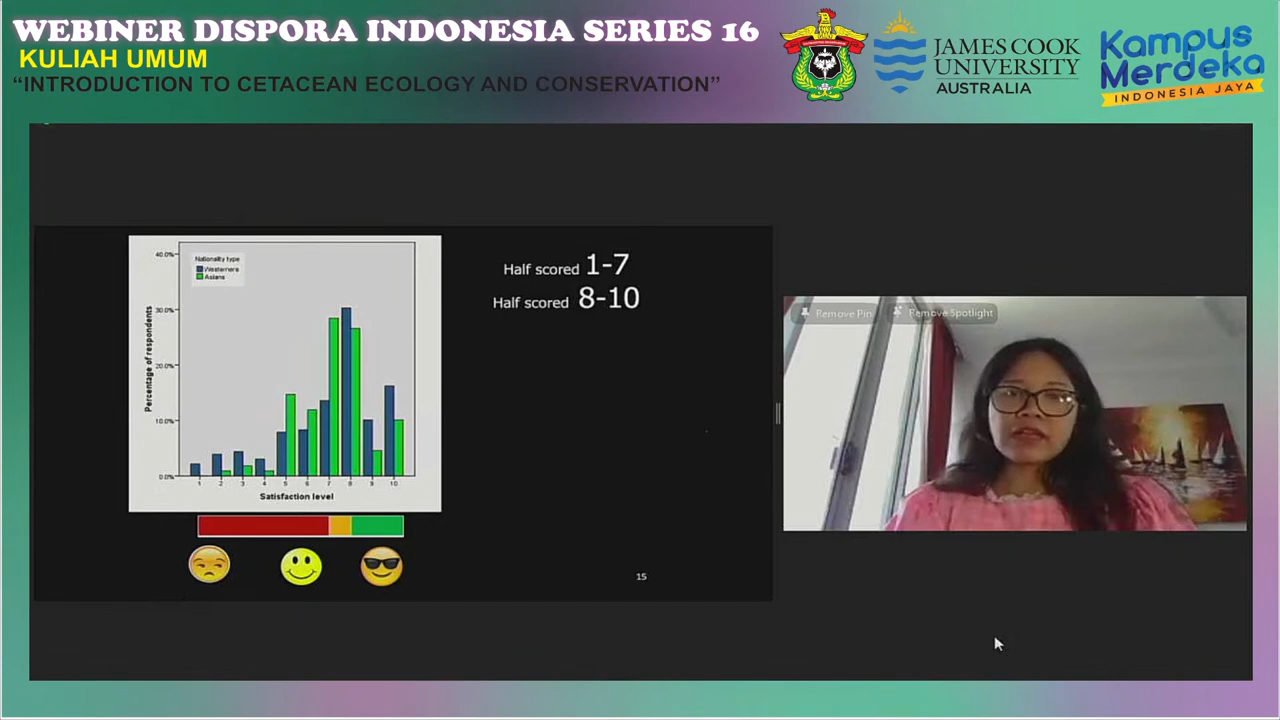 WEBINER DISPORA INDONESIA SERIES 16
KULIAH UMUM
“INTRODUCTION TO CETACEAN ECOLOGY AND CONSERVATION”
JAMES COOK
UNIVERSITY
AUSTRALIA
Kampus
Merdeka
INDONESIA JAYA
Nationality type
Westerners
Asians
40.0%
30.0%
20.0%
10.0%
0.0%
Percentage of respondents
1 2 3 4 5 6 7 8 9 10
Satisfaction level
Half scored 1-7
Half scored 8-10
15
Remove Pin
Remove Spotlight